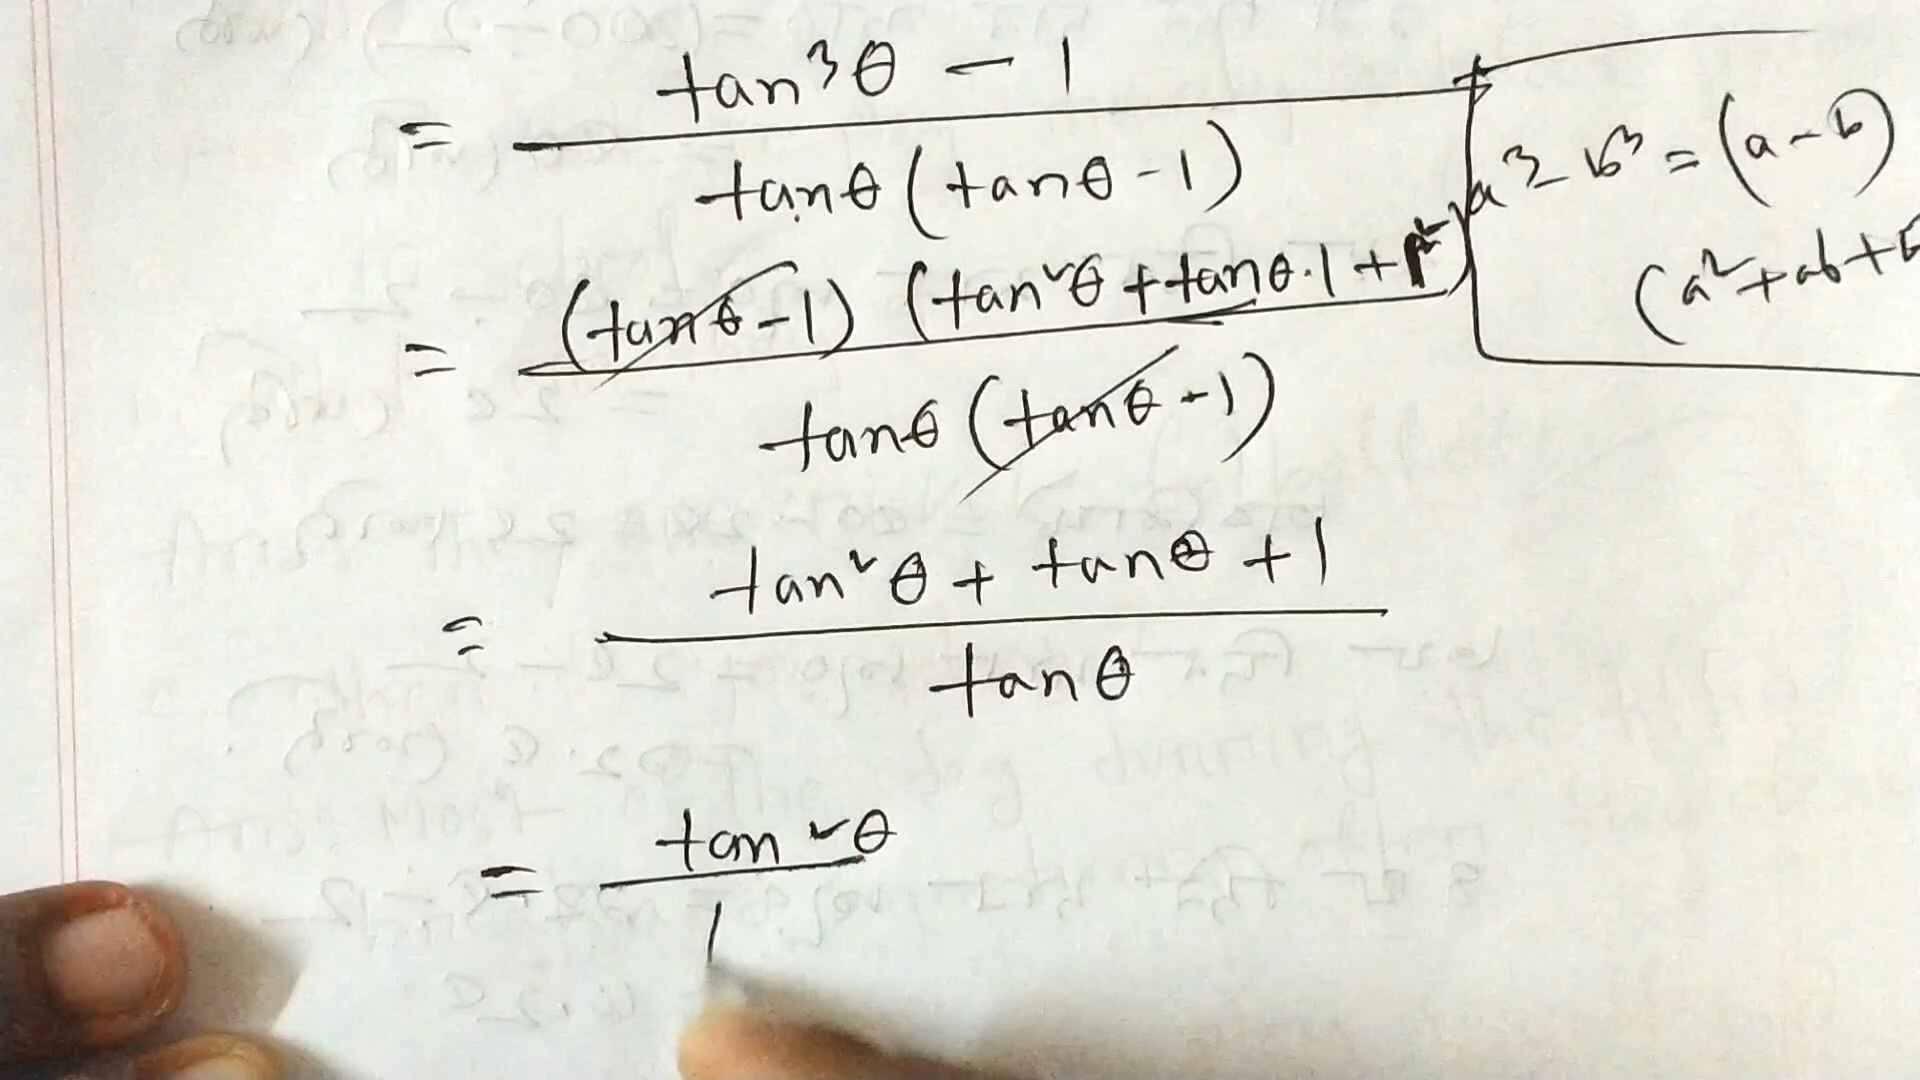 = tan³θ - 1 / tanθ (tanθ - 1)
= (tanθ - 1) (tan²θ + tanθ·1 + 1²) / tanθ (tanθ - 1)
= tan²θ + tanθ + 1 / tanθ
= tan²θ /
a³ - b³ = (a - b)
(a² + ab + b